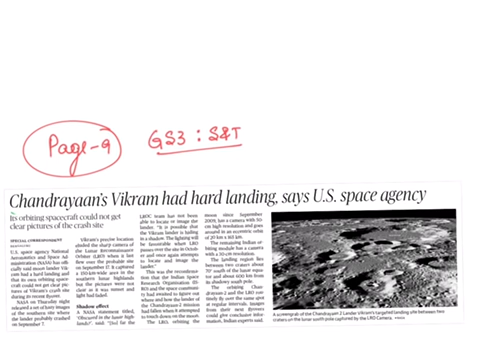 Page-9
GS3 : S&T
Chandrayaan's Vikram had hard landing, says U.S. space agency
Its orbiting spacecraft could not get
clear pictures of the crash site
SPECIAL CORRESPONDENT
U.S. space agency National
Aeronautics and Space Ad-
ministration (NASA) has offi-
cially said moon lander Vik-
ram had a hard landing and
that its own orbiting space-
craft could not get clear pic-
tures of Vikram's crash site
during its recent flyover.
NASA on Thursday night
released a set of fuzzy images
of the southern site where
the lander probably crashed
on September 7.
Vikram's precise location
eluded the sharp camera of
the Lunar Reconnaissance
Orbiter (LRO) when it last
flew over the probable site
on September 17. It captured
a 150-km-wide area in the
southern lunar highlands
but the pictures were not
clear as it was sunset and
light had faded.
Shadow effect
A NASA statement titled,
LROC team has not been
able to locate or image the
lander. "It is possible that
the Vikram lander is hiding
in a shadow. The lighting will
be favourable when LRO
passes over the site in Octob-
er and once again attempts
to locate and image the
lander."
This was the
that the Indian Space
Research Organisation (IS-
RO) and the space communi-
ty had awaited to figure out
where and how the lander of
the Chandrayaan-2 mission
had fallen when it attempted
to touch down on the moon.
The LRO, orbiting the
moon since September
2009, has a camera with 50-
cm high resolution and goes
around in an eccentric orbit
of 20 km x 165 km.
The remaining Indian or-
biting module has a camera
with a 30 cm resolution.
The landing region lies
between two craters about
70° south of the lunar equa-
tor and about 600 km from
its shadowy south pole.
The orbiting Chan-
drayaan-2 and the LRO rou-
tinely fly over the same spot
at regular intervals. Images
from their next flyovers
could give conclusive infor-
mation, Indian experts said.
A screengrab of the Chandrayaan 2 Lander Vikram's targeted landing site between two
craters on the lunar south pole captured by the LRO Camera.